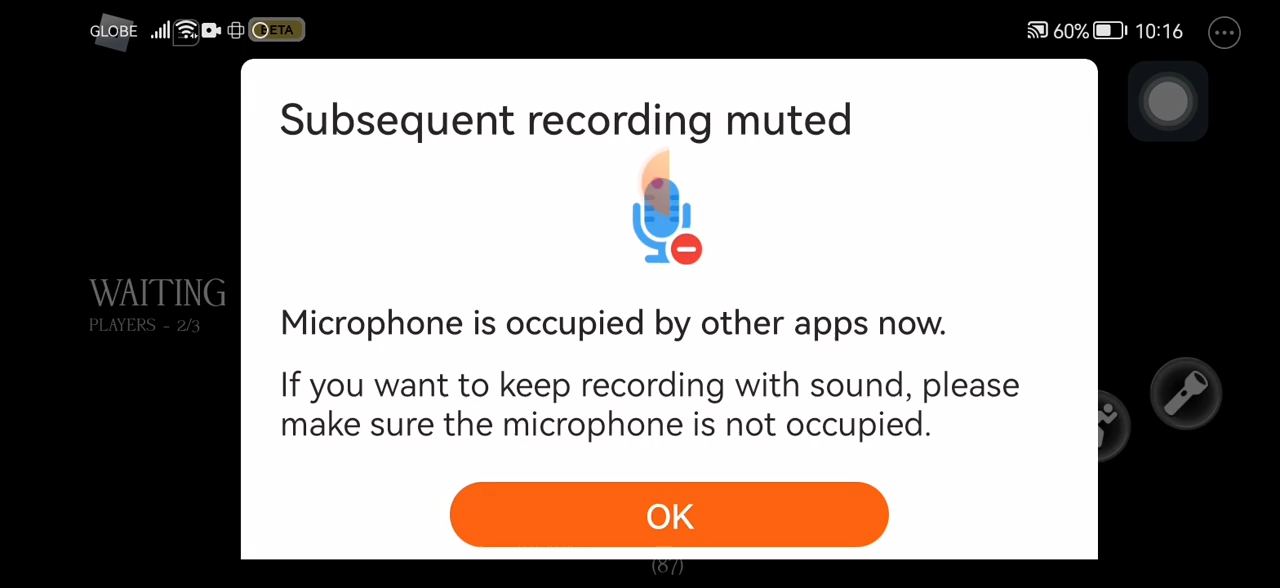 GLOBE BETA 60% 10:16
Subsequent recording muted
WAITING
PLAYERS - 2/3
Microphone is occupied by other apps now.
If you want to keep recording with sound, please
make sure the microphone is not occupied.
OK
(87)